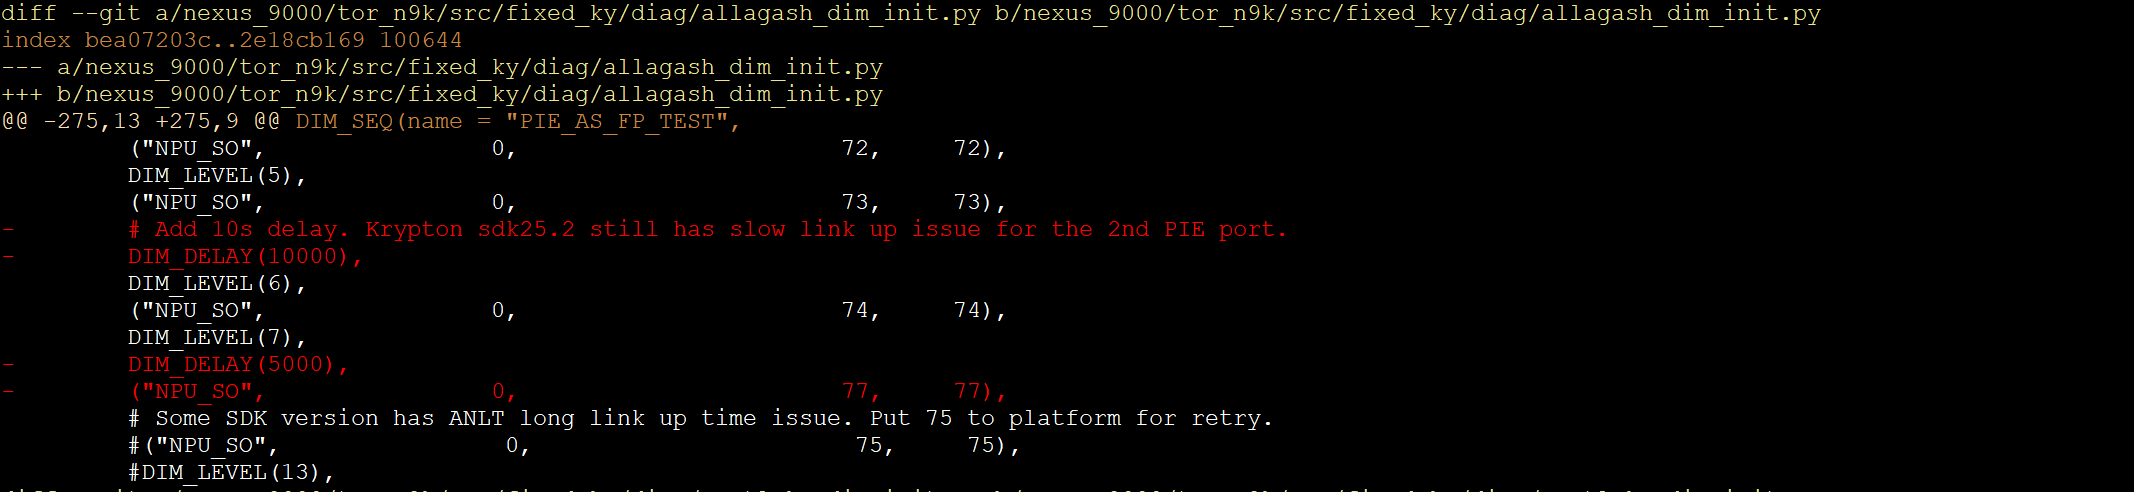 diff --git a/nexus_9000/tor_n9k/src/fixed_ky/diag/allagash_dim_init.py b/nexus_9000/tor_n9k/src/fixed_ky/diag/allagash_dim_init.py
index bea07203c..2e18cb169 100644
--- a/nexus_9000/tor_n9k/src/fixed_ky/diag/allagash_dim_init.py
+++ b/nexus_9000/tor_n9k/src/fixed_ky/diag/allagash_dim_init.py
@@ -275,13 +275,9 @@ DIM_SEQ(name = "PIE_AS_FP_TEST",
         ("NPU_SO",                0,                       72,     72),
         DIM_LEVEL(5),
         ("NPU_SO",                0,                       73,     73),
-        # Add 10s delay. Krypton sdk25.2 still has slow link up issue for the 2nd PIE port.
-        DIM_DELAY(10000),
         DIM_LEVEL(6),
         ("NPU_SO",                0,                       74,     74),
         DIM_LEVEL(7),
-        DIM_DELAY(5000),
-        ("NPU_SO",                0,                       77,     77),
         # Some SDK version has ANLT long link up time issue. Put 75 to platform for retry.
         #("NPU_SO",                0,                       75,     75),
         #DIM_LEVEL(13),